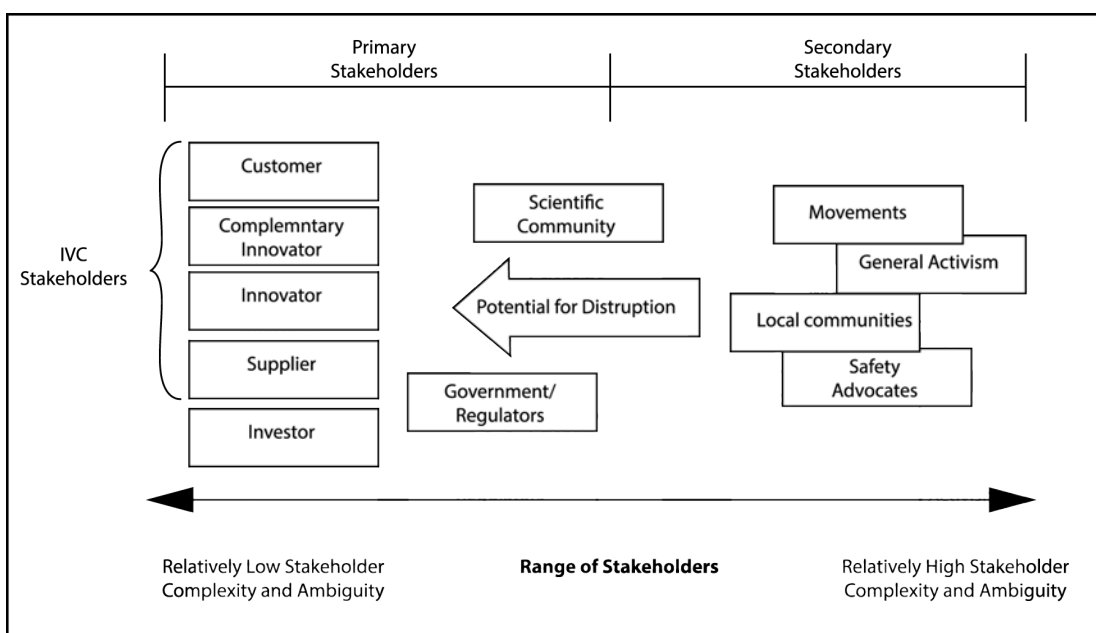 Primary
Stakeholders
Secondary
Stakeholders
IVC
Stakeholders
Customer
Complemntary
Innovator
Innovator
Supplier
Investor
Scientific
Community
Potential for Distruption
Government/
Regulators
Movements
General Activism
Local communities
Safety
Advocates
Relatively Low Stakeholder
Complexity and Ambiguity
Range of Stakeholders
Relatively High Stakeholder
Complexity and Ambiguity